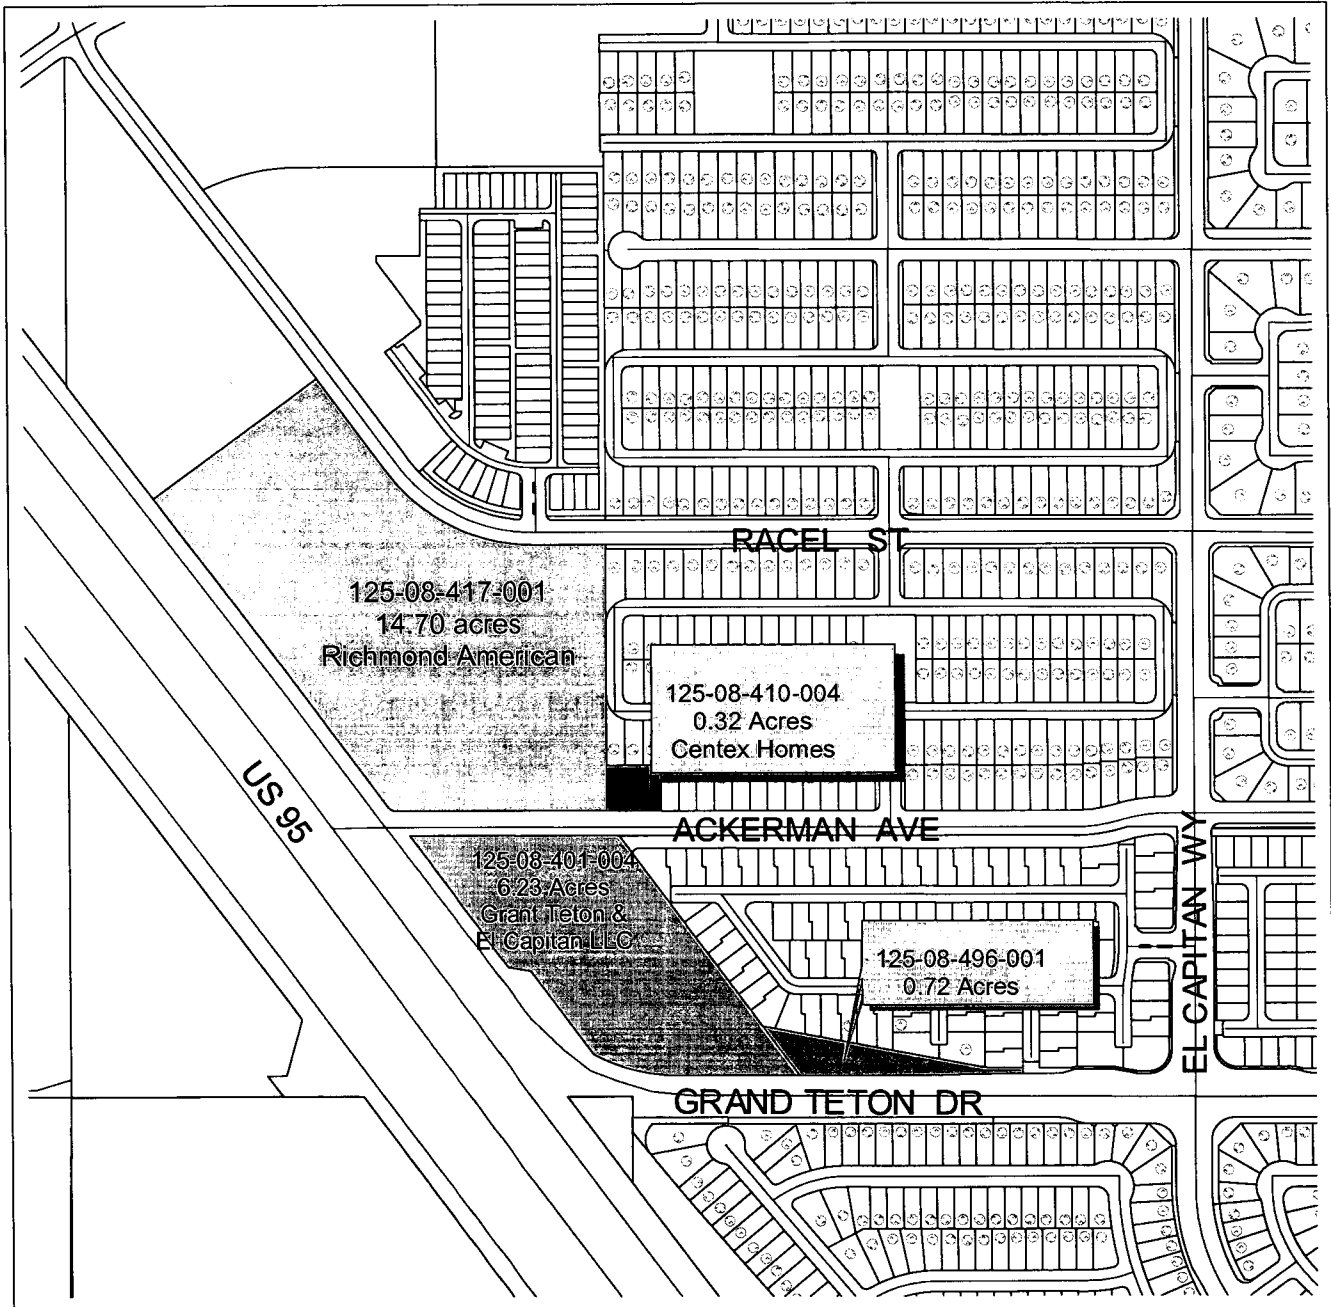 RACEL ST
125-08-417-001
14.70 acres
Richmond American
125-08-410-004
0.32 Acres
Centex Homes
US 95
ACKERMAN AVE
125-08-401-004
6.23 Acres
Grant Teton &
El Capitan LLC
125-08-496-001
0.72 Acres
EL CAPITAN WY
GRAND TETON DR